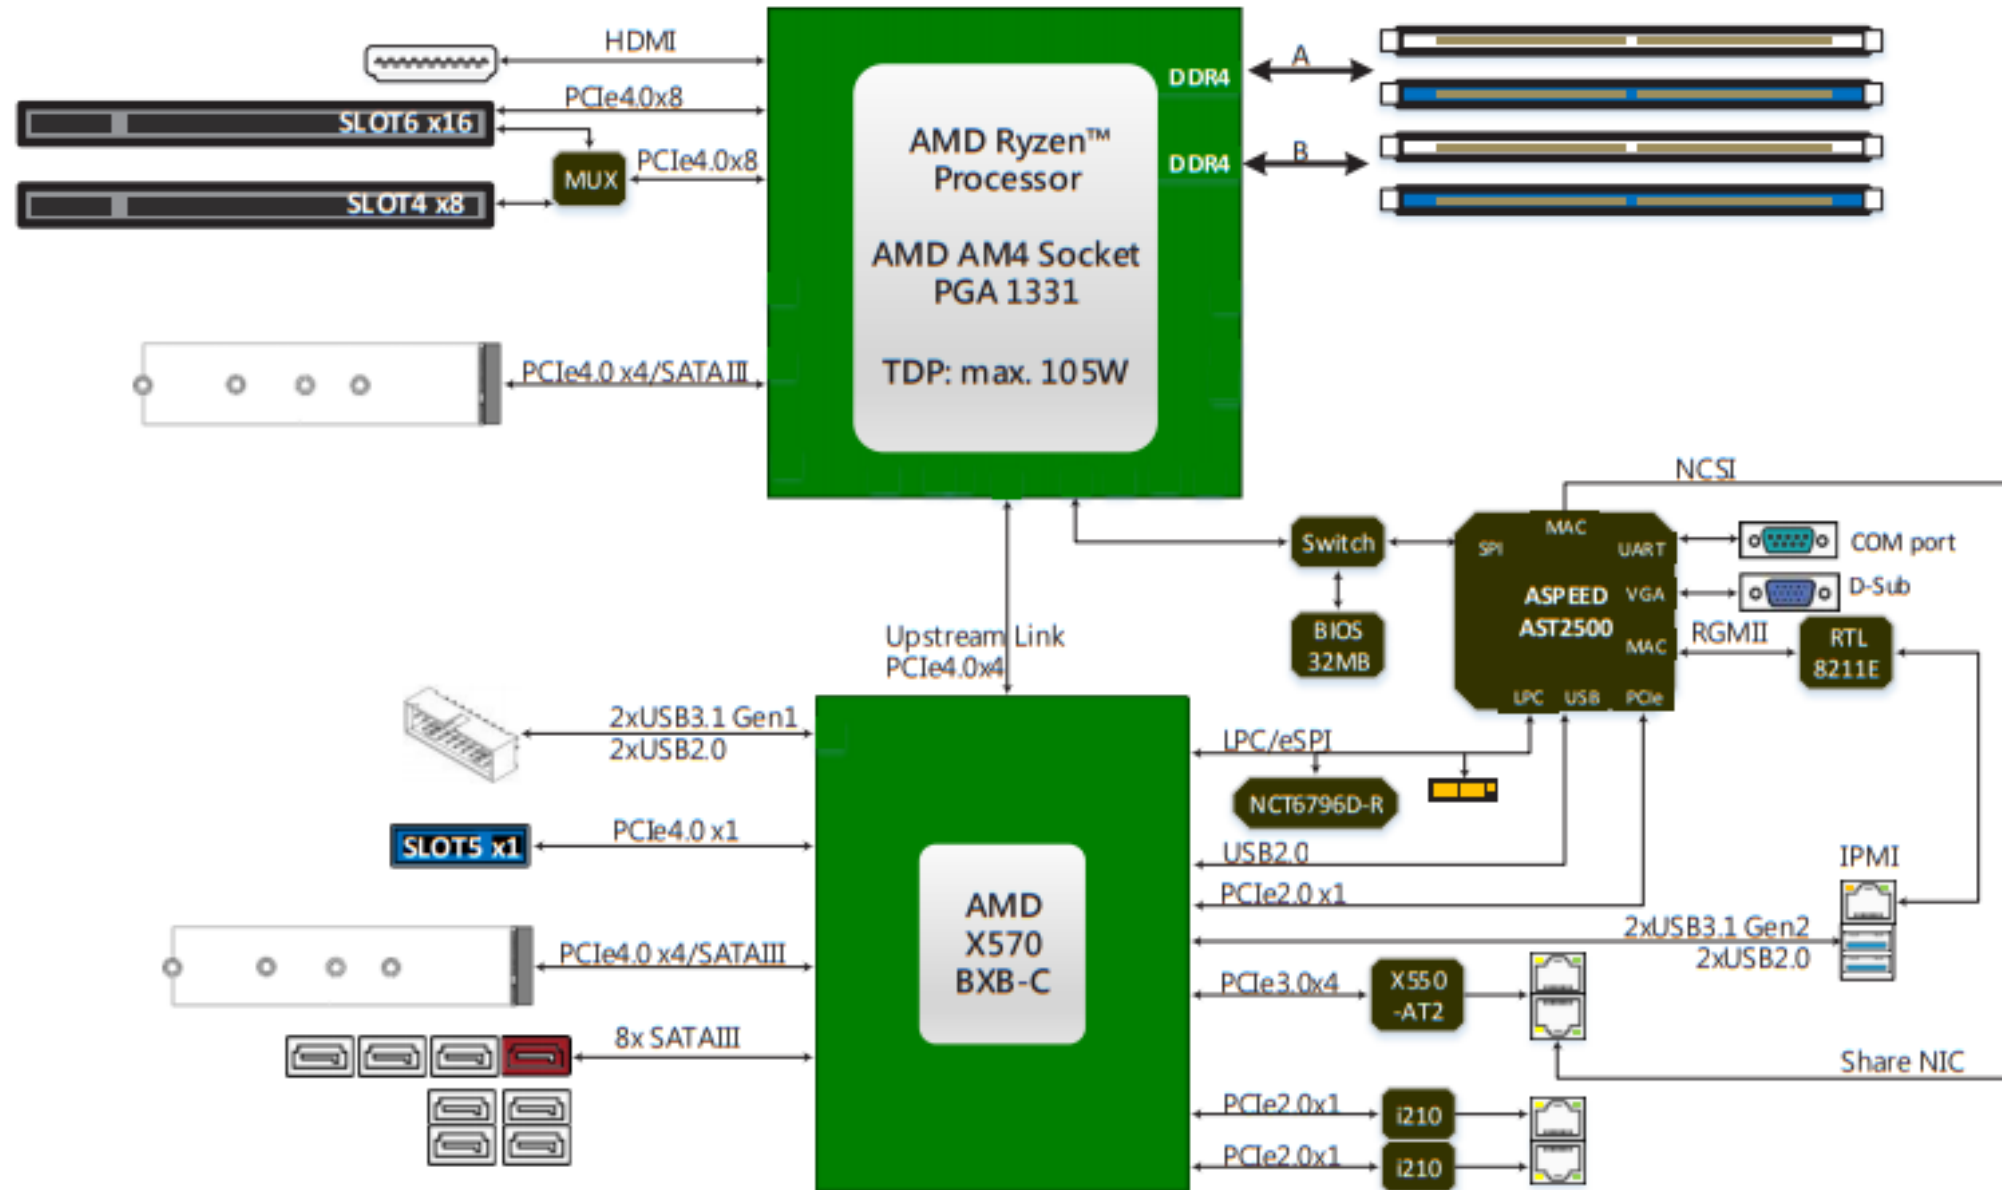 HDMI
PCIe4.0x8
SLOT6 x16
MUX
PCIe4.0x8
SLOT4 x8
PCIe4.0 x4/SATAIII
AMD Ryzen™
Processor
AMD AM4 Socket
PGA 1331
TDP: max. 105W
DDR4
A
DDR4
B
NCSI
Switch
BIOS
32MB
MAC
SPI
UART
ASPEED
AST2500
VGA
MAC
LPC
USB
PCIe
COM port
D-Sub
RGMII
RTL
8211E
Upstream Link
PCIe4.0x4
2xUSB3.1 Gen1
2xUSB2.0
SLOT5 x1
PCIe4.0 x1
PCIe4.0 x4/SATAIII
8x SATAIII
AMD
X570
BXB-C
LPC/eSPI
NCT6796D-R
USB2.0
PCIe2.0 x1
IPMI
2xUSB3.1 Gen2
2xUSB2.0
PCIe3.0x4
X550
-AT2
Share NIC
PCIe2.0x1
i210
PCIe2.0x1
i210